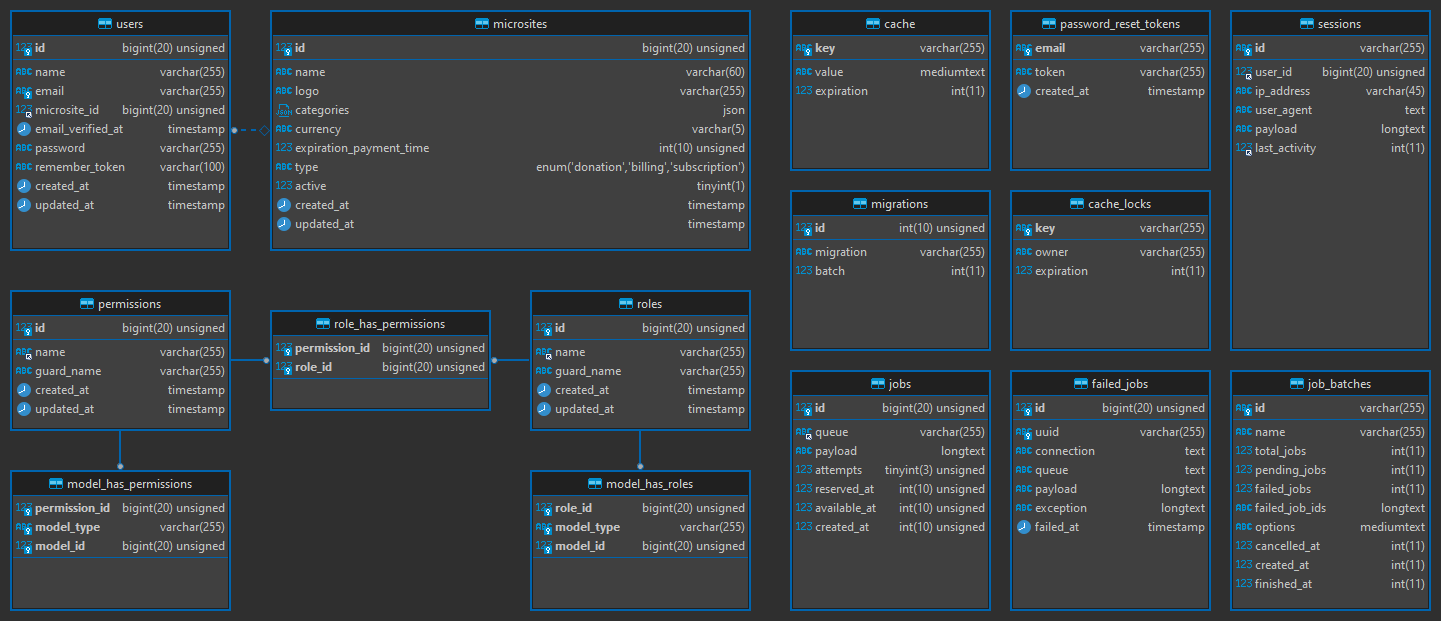 users
id bigint(20) unsigned
name varchar(255)
email varchar(255)
microsite_id bigint(20) unsigned
email_verified_at timestamp
password varchar(255)
remember_token varchar(100)
created_at timestamp
updated_at timestamp
microsites
id bigint(20) unsigned
name varchar(60)
logo varchar(255)
categories json
currency varchar(5)
expiration_payment_time int(10) unsigned
type enum('donation','billing','subscription')
active tinyint(1)
created_at timestamp
updated_at timestamp
cache
key varchar(255)
value mediumtext
expiration int(11)
password_reset_tokens
email varchar(255)
token varchar(255)
created_at timestamp
sessions
id varchar(255)
user_id bigint(20) unsigned
ip_address varchar(45)
user_agent text
payload longtext
last_activity int(11)
migrations
id int(10) unsigned
migration varchar(255)
batch int(11)
cache_locks
key varchar(255)
owner varchar(255)
expiration int(11)
permissions
id bigint(20) unsigned
name varchar(255)
guard_name varchar(255)
created_at timestamp
updated_at timestamp
role_has_permissions
permission_id bigint(20) unsigned
role_id bigint(20) unsigned
roles
id bigint(20) unsigned
name varchar(255)
guard_name varchar(255)
created_at timestamp
updated_at timestamp
jobs
id bigint(20) unsigned
queue varchar(255)
payload longtext
attempts tinyint(3) unsigned
reserved_at int(10) unsigned
available_at int(10) unsigned
created_at int(10) unsigned
failed_jobs
id bigint(20) unsigned
uuid varchar(255)
connection text
queue text
payload longtext
exception longtext
failed_at timestamp
job_batches
id varchar(255)
name varchar(255)
total_jobs int(11)
pending_jobs int(11)
failed_jobs int(11)
failed_job_ids longtext
options mediumtext
cancelled_at int(11)
created_at int(11)
finished_at int(11)
model_has_permissions
permission_id bigint(20) unsigned
model_type varchar(255)
model_id bigint(20) unsigned
model_has_roles
role_id bigint(20) unsigned
model_type varchar(255)
model_id bigint(20) unsigned